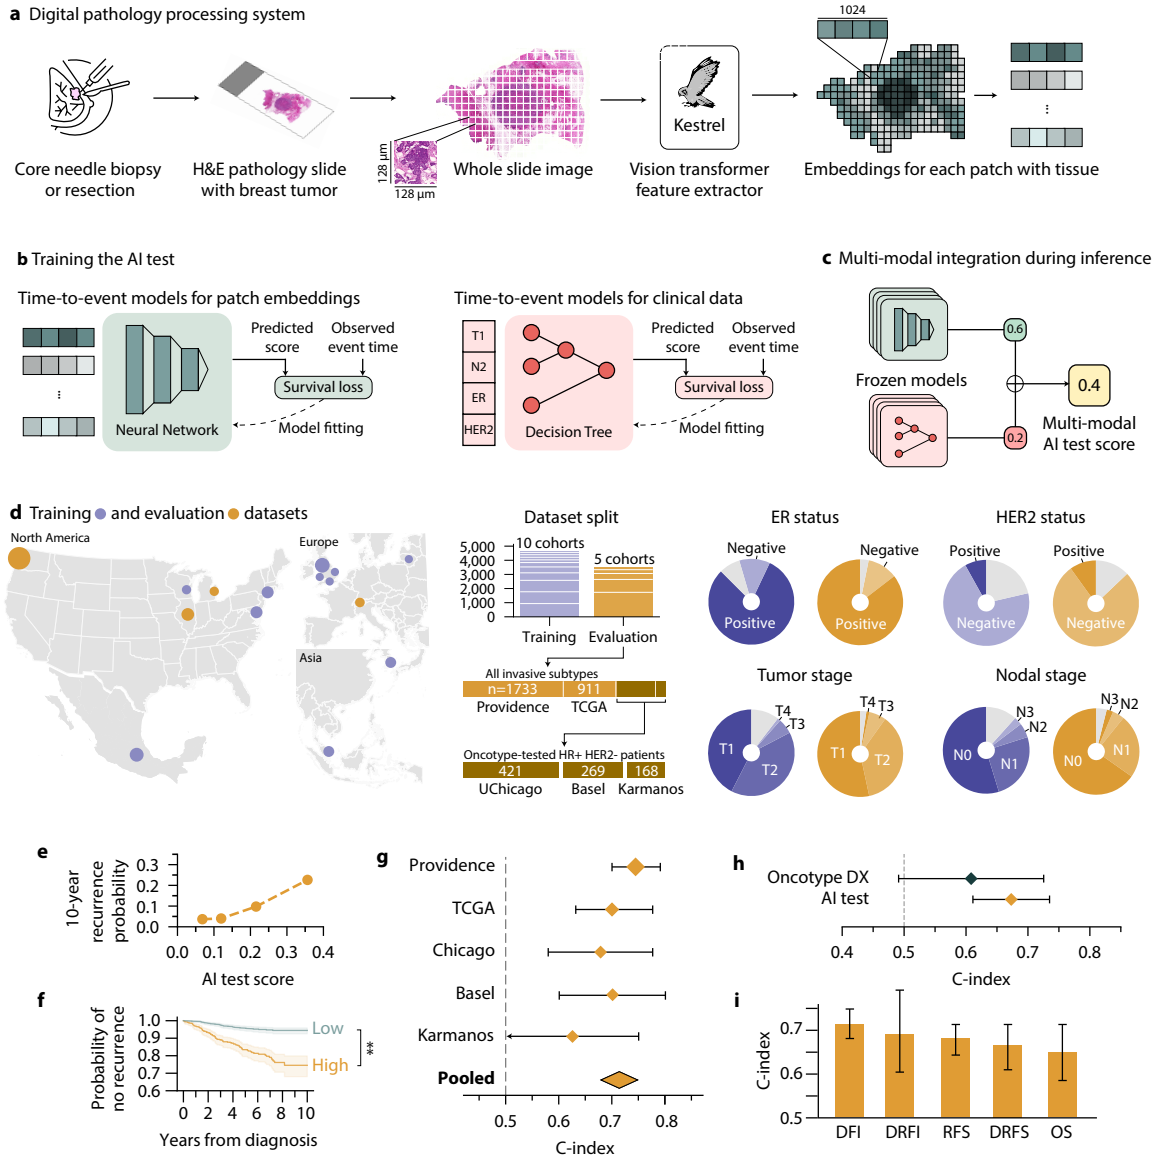 a Digital pathology processing system
1024
Kestrel
128 µm
128 µm
Core needle biopsy
or resection
H&E pathology slide
with breast tumor
Whole slide image
Vision transformer
feature extractor
Embeddings for each patch with tissue
b Training the AI test
Time-to-event models for patch embeddings
Predicted
score
Observed
event time
Survival loss
Neural Network
Model fitting
Time-to-event models for clinical data
T1
N2
ER
HER2
Predicted
score
Observed
event time
Survival loss
Decision Tree
Model fitting
c Multi-modal integration during inference
0.6
Frozen models
0.4
0.2
Multi-modal
AI test score
d Training and evaluation datasets
North America
Europe
Asia
Dataset split
10 cohorts
5 cohorts
5,000
4,000
3,000
2,000
1,000
0
Training
Evaluation
All invasive subtypes
n=1733
911
Providence
TCGA
Oncotype-tested HR+ HER2- patients
421
269
168
UChicago
Basel
Karmanos
ER status
Negative
Positive
Negative
Positive
HER2 status
Positive
Negative
Positive
Negative
Tumor stage
T4
T3
T1
T2
T4
T3
T1
T2
Nodal stage
N3
N2
N0
N1
N3
N2
N0
N1
e
10-year
recurrence
probability
0.3
0.2
0.1
0.0
0.0
0.1
0.2
0.3
0.4
AI test score
f
Probability of
no recurrence
1.0
0.9
0.8
0.7
0.6
Low
High
**
0
2
4
6
8
10
Years from diagnosis
g
Providence
TCGA
Chicago
Basel
Karmanos
Pooled
0.5
0.6
0.7
0.8
C-index
h
Oncotype DX
AI test
0.4
0.5
0.6
0.7
0.8
C-index
i
C-index
0.7
0.6
0.5
DFI
DRFI
RFS
DRFS
OS